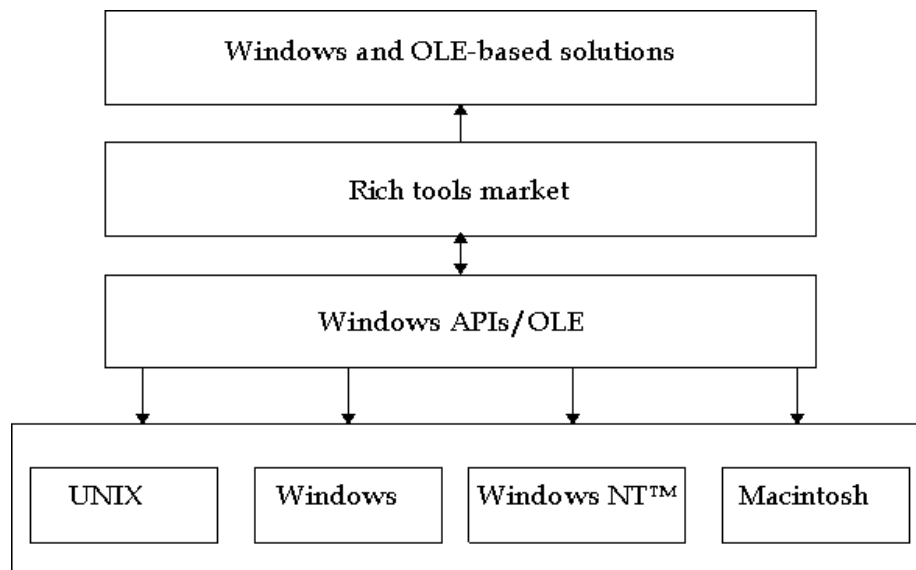 Windows and OLE-based solutions
Rich tools market
Windows APIs/OLE
UNIX
Windows
Windows NT™
Macintosh